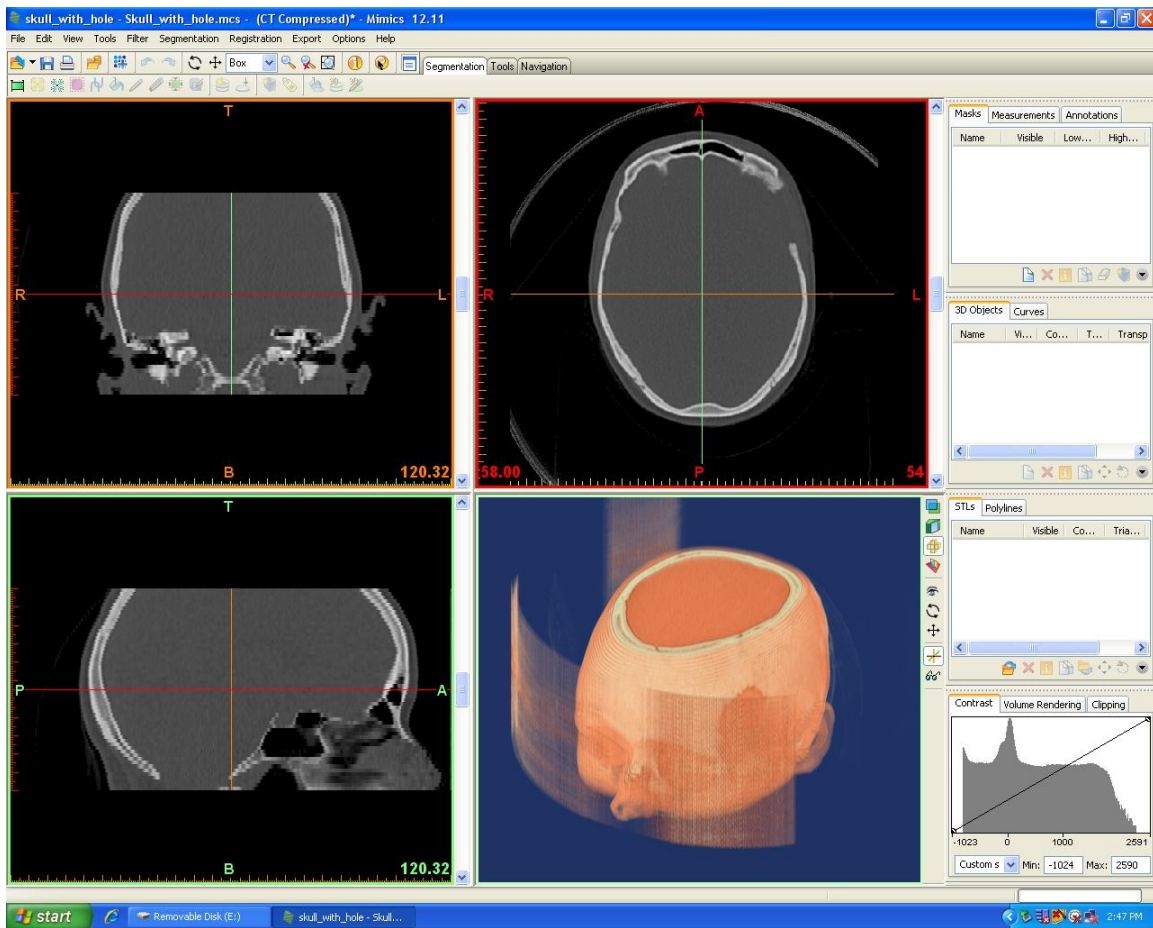 skull_with_hole - Skull_with_hole.mcs - (CT Compressed)* - Mimics 12.11
File Edit View Tools Filter Segmentation Registration Export Options Help
Box
Segmentation Tools Navigation
T
R
L
B
120.32
A
R
L
P
58.00
54
T
P
A
B
120.32
Masks Measurements Annotations
Name Visible Low... High...
3D Objects Curves
Name Vi... Co... T... Transp
STLs Polylines
Name Visible Co... Tria...
Contrast Volume Rendering Clipping
-1023 0 1000 2591
Custom s Min: -1024 Max: 2590
start Removable Disk (E:) skull_with_hole - Skull... 2:47 PM